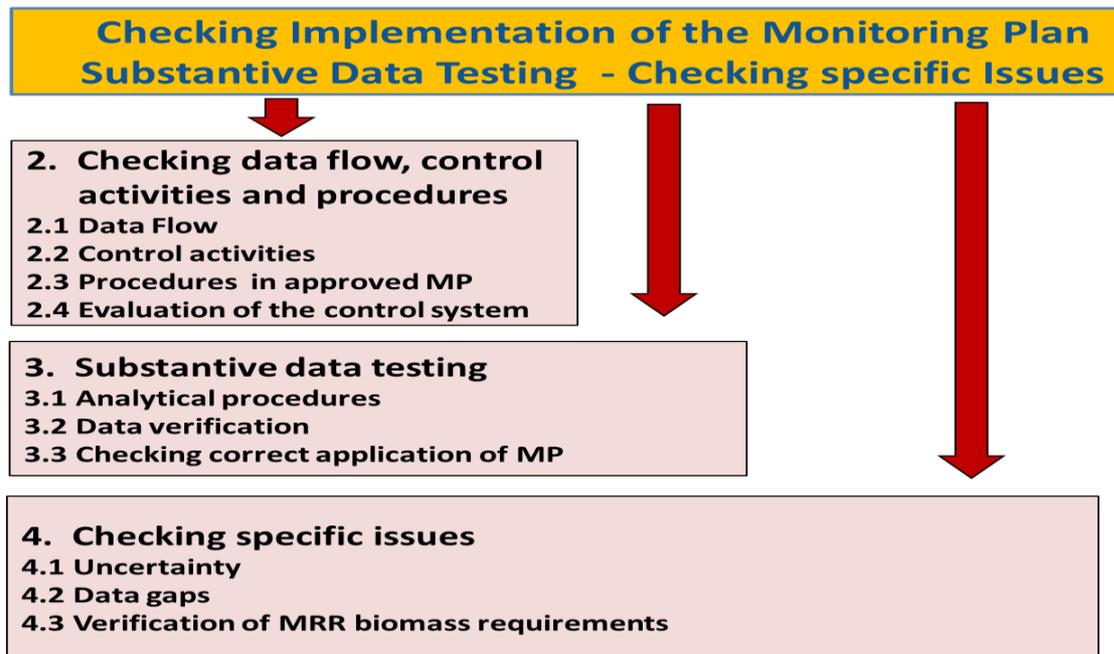 Checking Implementation of the Monitoring Plan
Substantive Data Testing - Checking specific Issues
2. Checking data flow, control
activities and procedures
2.1 Data Flow
2.2 Control activities
2.3 Procedures in approved MP
2.4 Evaluation of the control system
3. Substantive data testing
3.1 Analytical procedures
3.2 Data verification
3.3 Checking correct application of MP
4. Checking specific issues
4.1 Uncertainty
4.2 Data gaps
4.3 Verification of MRR biomass requirements